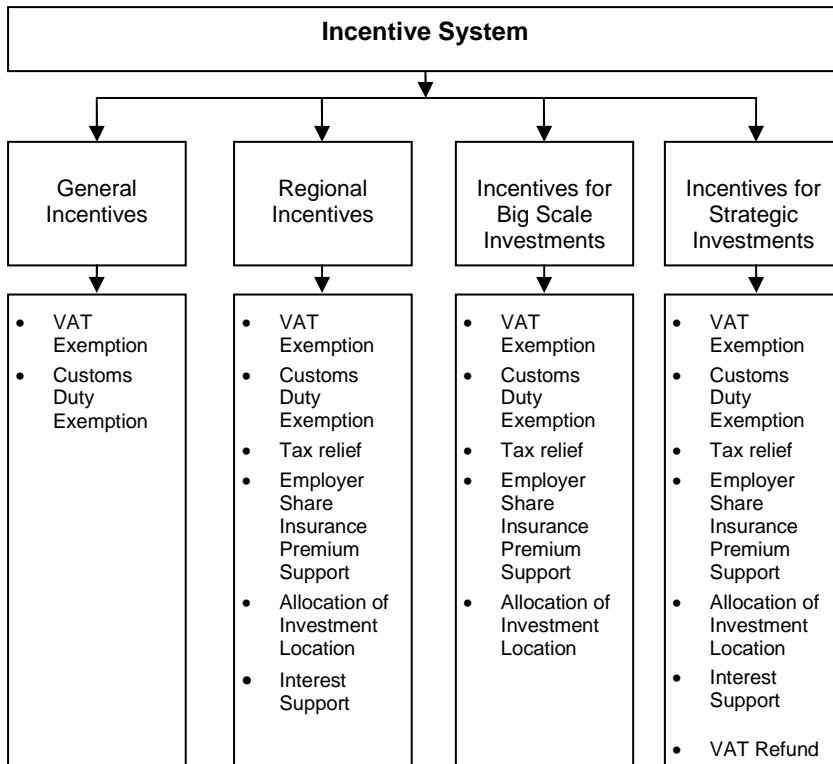 Incentive System
General
Incentives
Regional
Incentives
Incentives for
Big Scale
Investments
Incentives for
Strategic
Investments
• VAT
Exemption
• Customs
Duty
Exemption
• VAT
Exemption
• Customs
Duty
Exemption
• Tax relief
• Employer
Share
Insurance
Premium
Support
• Allocation of
Investment
Location
• Interest
Support
• VAT
Exemption
• Customs
Duty
Exemption
• Tax relief
• Employer
Share
Insurance
Premium
Support
• Allocation of
Investment
Location
• VAT
Exemption
• Customs
Duty
Exemption
• Tax relief
• Employer
Share
Insurance
Premium
Support
• Allocation of
Investment
Location
• Interest
Support
• VAT Refund